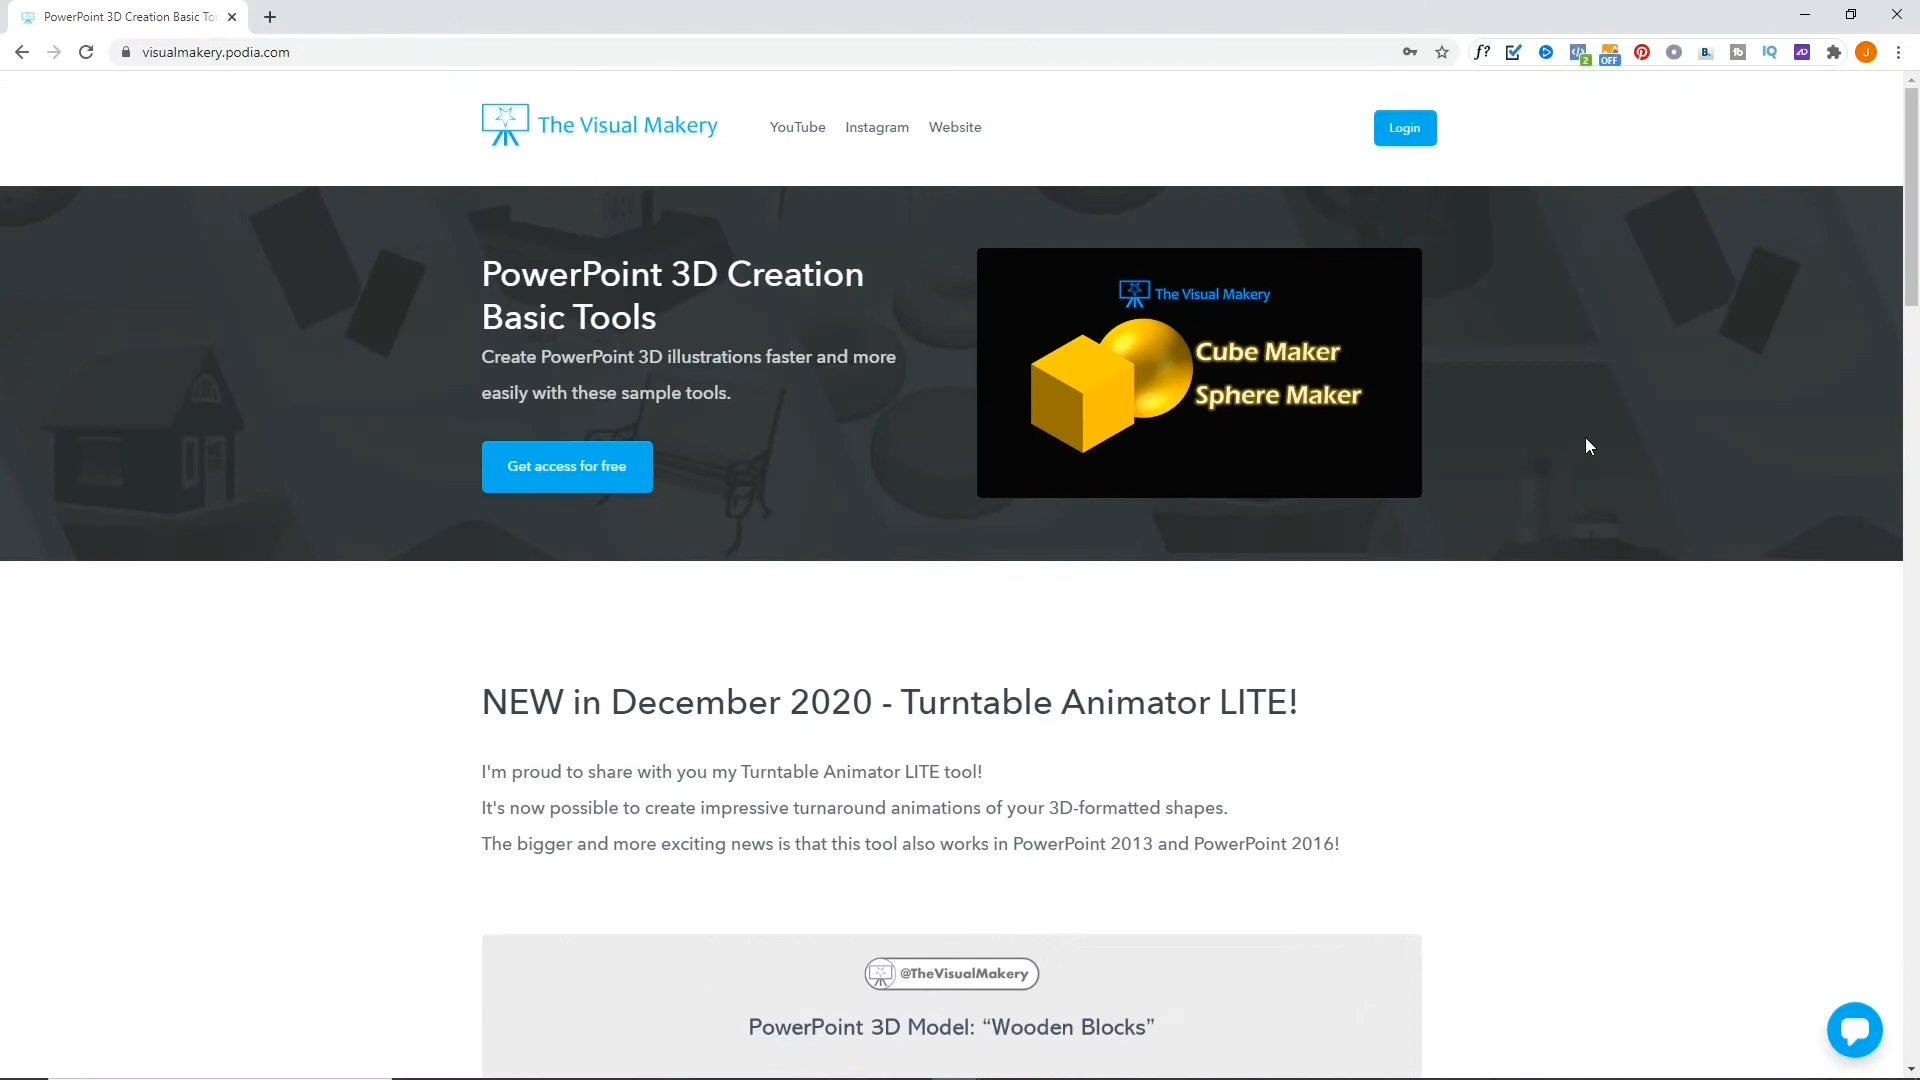 PowerPoint 3D Creation Basic To
visualmakery.podia.com
f?
2
OFF
B.
IQ
J
The Visual Makery
YouTube
Instagram
Website
Login
PowerPoint 3D Creation
Basic Tools
Create PowerPoint 3D illustrations faster and more
easily with these sample tools.
Get access for free
The Visual Makery
Cube Maker
Sphere Maker
NEW in December 2020 - Turntable Animator LITE!
I'm proud to share with you my Turntable Animator LITE tool!
It's now possible to create impressive turnaround animations of your 3D-formatted shapes.
The bigger and more exciting news is that this tool also works in PowerPoint 2013 and PowerPoint 2016!
@TheVisualMakery
PowerPoint 3D Model: “Wooden Blocks”